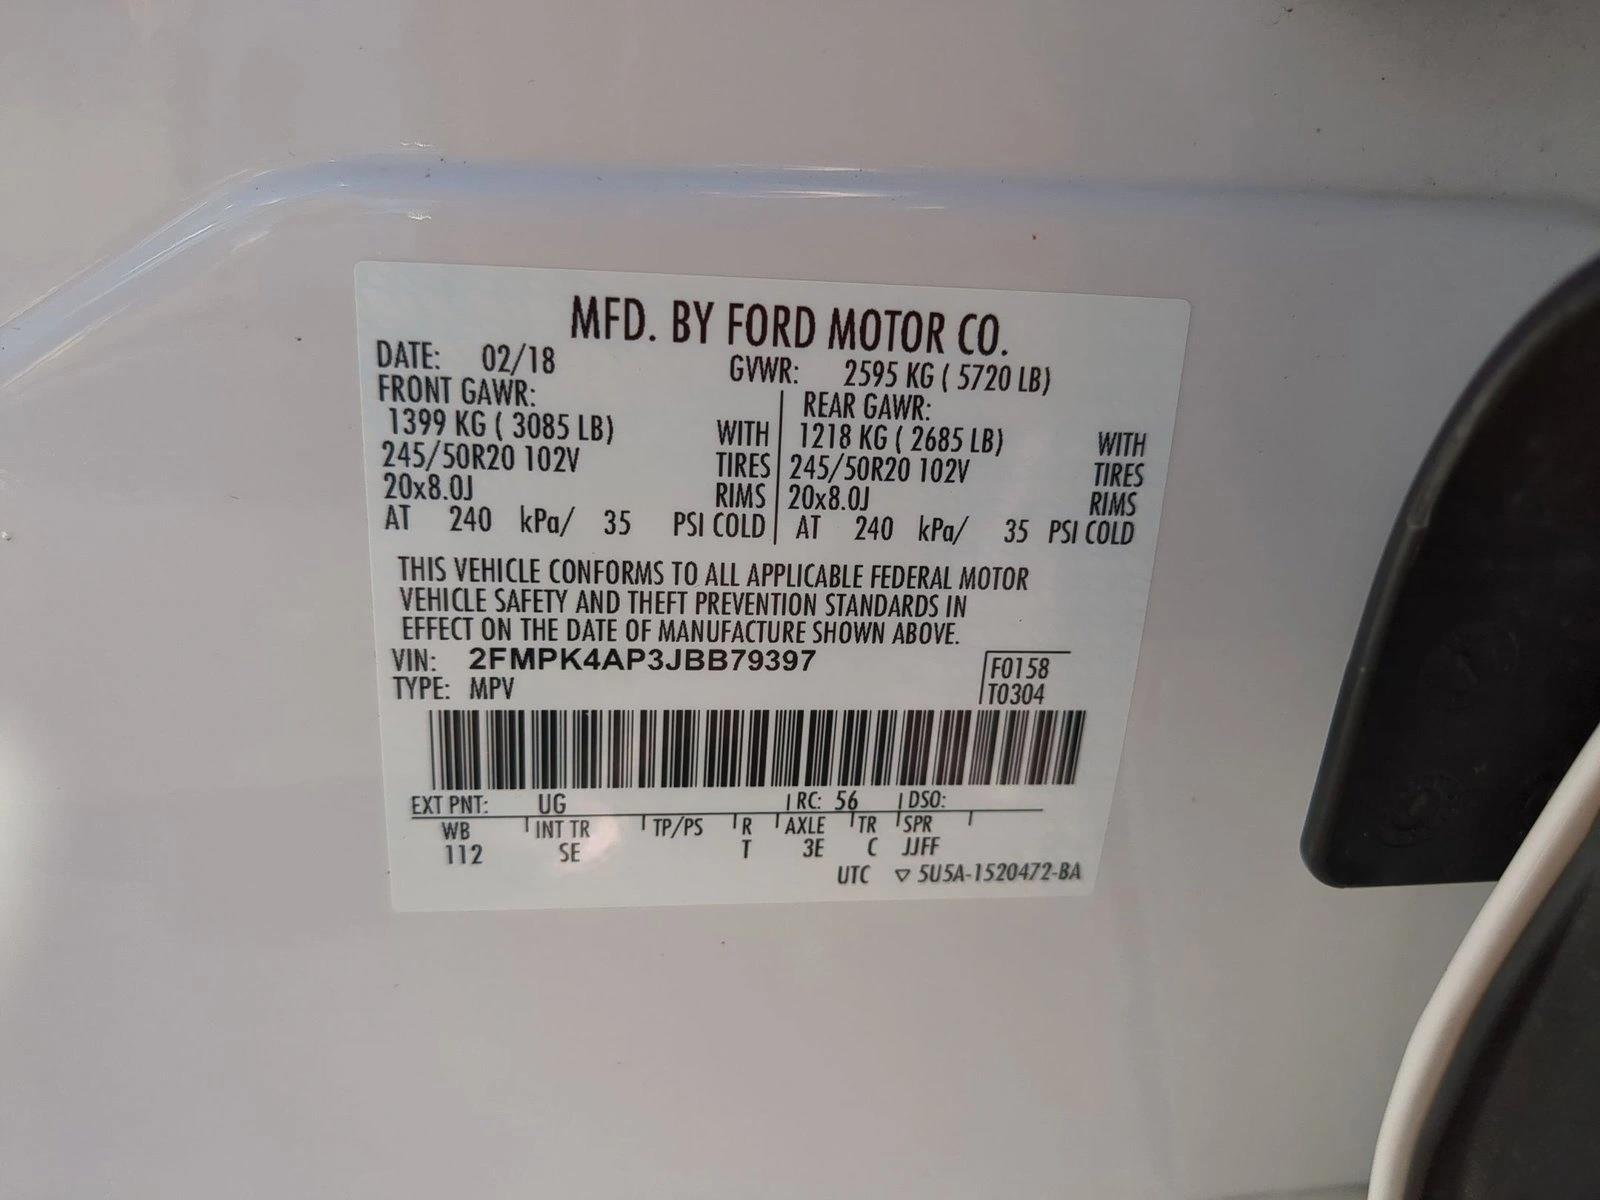 MFD. BY FORD MOTOR CO.
DATE: 02/18 GVWR: 2595 KG ( 5720 LB)
FRONT GAWR: REAR GAWR:
1399 KG ( 3085 LB) WITH 1218 KG ( 2685 LB) WITH
245/50R20 102V TIRES 245/50R20 102V TIRES
20x8.0J RIMS 20x8.0J RIMS
AT 240 kPa/ 35 PSI COLD AT 240 kPa/ 35 PSI COLD
THIS VEHICLE CONFORMS TO ALL APPLICABLE FEDERAL MOTOR
VEHICLE SAFETY AND THEFT PREVENTION STANDARDS IN
EFFECT ON THE DATE OF MANUFACTURE SHOWN ABOVE.
VIN: 2FMPK4AP3JBB79397 F0158
TYPE: MPV T0304
EXT PNT: UG RC: 56 DSO:
WB INT TR TP/PS R AXLE TR SPR
112 SE T 3E C JJFF
UTC ▽ 5U5A-1520472-BA